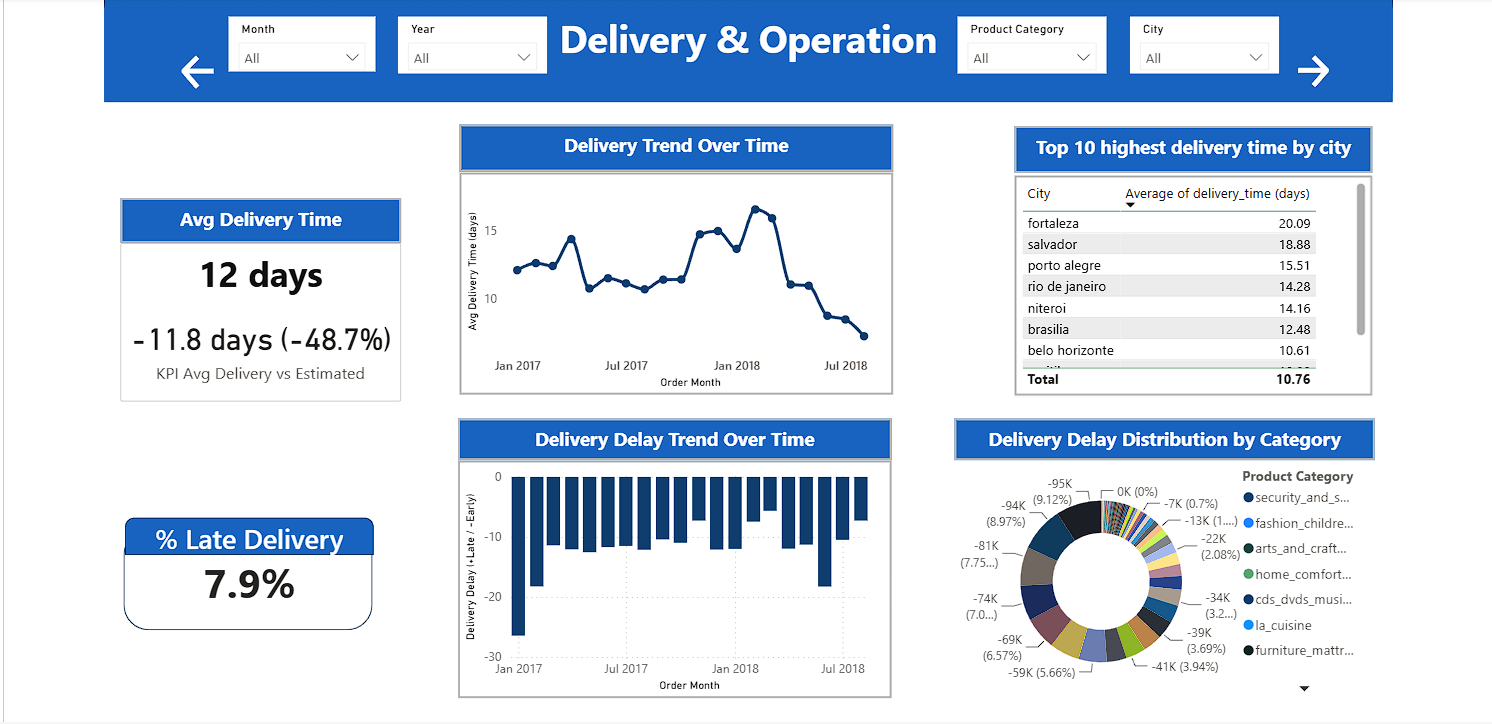 Month
All
Year
All
Delivery & Operation
Product Category
All
City
All
Avg Delivery Time
12 days
-11.8 days (-48.7%)
KPI Avg Delivery vs Estimated
% Late Delivery
7.9%
Delivery Trend Over Time
Avg Delivery Time (days)
15
10
Jan 2017 Jul 2017 Jan 2018 Jul 2018
Order Month
Top 10 highest delivery time by city
City Average of delivery_time (days)
fortaleza 20.09
salvador 18.88
porto alegre 15.51
rio de janeiro 14.28
niteroi 14.16
brasilia 12.48
belo horizonte 10.61
Total 10.76
Delivery Delay Trend Over Time
Delivery Delay (+Late / -Early)
0
-10
-20
-30
Jan 2017 Jul 2017 Jan 2018 Jul 2018
Order Month
Delivery Delay Distribution by Category
0K (0%)
-7K (0.7%)
-13K (1....)
-22K
(2.08%)
-34K
(3.2...)
-39K
(3.69%)
-41K (3.94%)
-59K (5.66%)
-69K
(6.57%)
-74K
(7.0...)
-81K
(7.75...)
-94K
(8.97%)
-95K
(9.12%)
Product Category
security_and_s...
fashion_childre...
arts_and_craft...
home_comfort...
cds_dvds_musi...
la_cuisine
furniture_mattr...